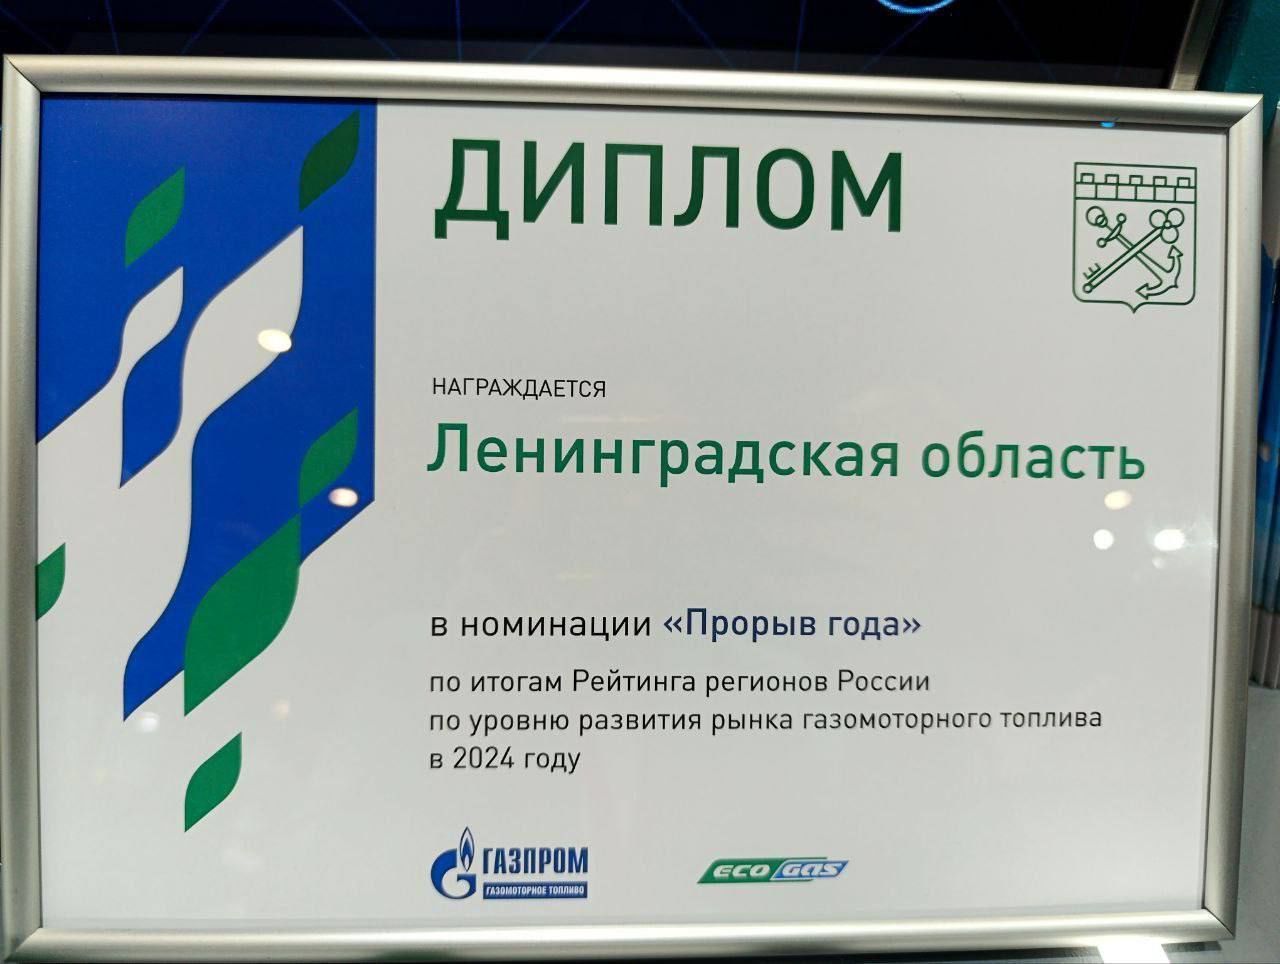 ДИПЛОМ
НАГРАЖДАЕТСЯ
Ленинградская область
в номинации «Прорыв года»
по итогам Рейтинга регионов России
по уровню развития рынка газомоторного топлива
в 2024 году
ГАЗПРОМ
ГАЗОМОТОРНОЕ ТОПЛИВО
ECO GAS